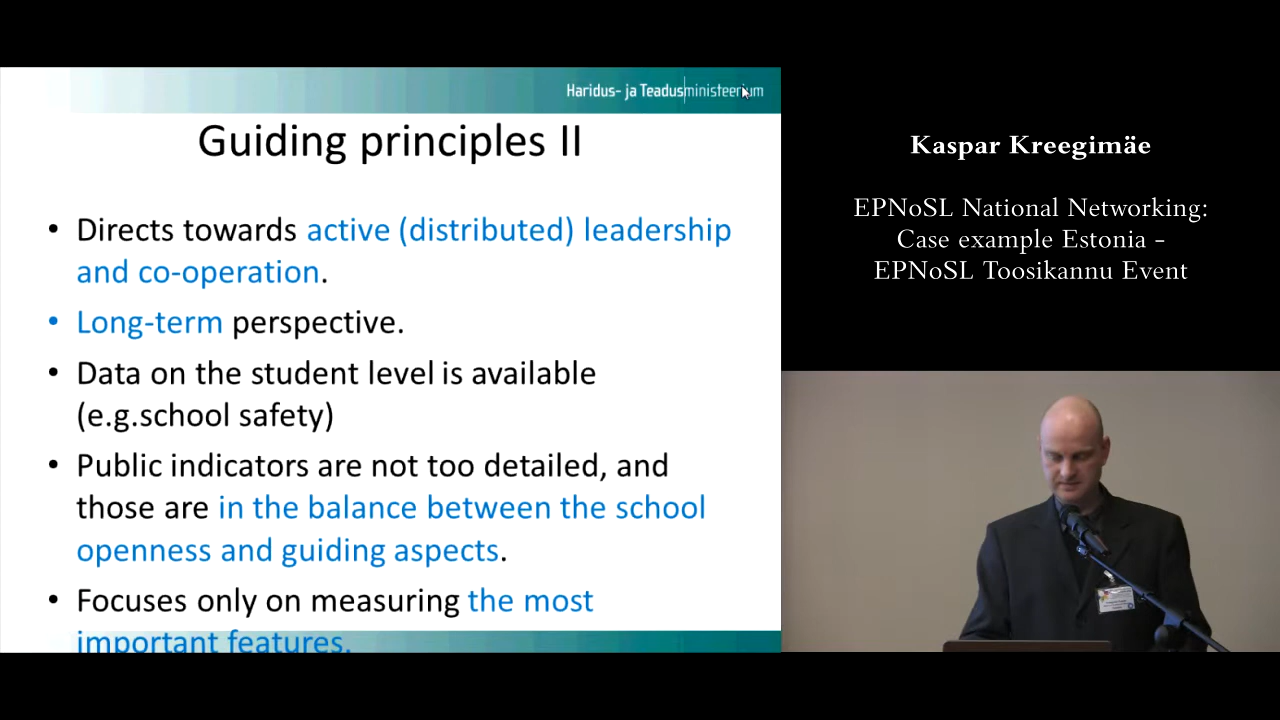 Haridus- ja Teadusministeerium
Guiding principles II
• Directs towards active (distributed) leadership
and co-operation.
• Long-term perspective.
• Data on the student level is available
(e.g.school safety)
• Public indicators are not too detailed, and
those are in the balance between the school
openness and guiding aspects.
• Focuses only on measuring the most
important features.
Kaspar Kreegimäe
EPNoSL National Networking:
Case example Estonia -
EPNoSL Toosikannu Event